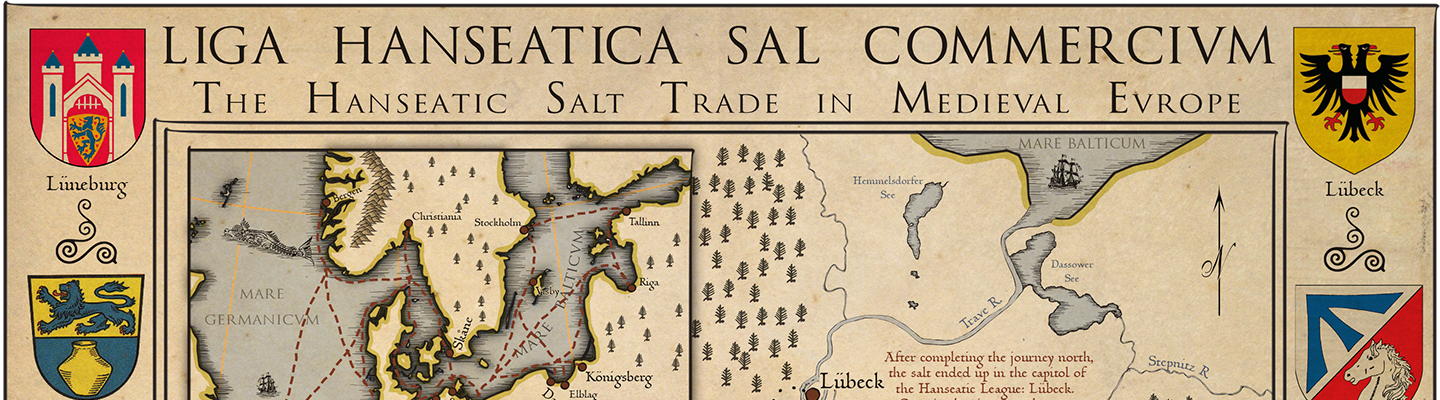 LIGA HANSEATICA SAL COMMERCIVM
The Hanseatic Salt Trade in Medieval Evrope
Lüneburg
Lübeck
MARE BALTICUM
Hemmelsdorfer
See
Bergen
Christiania
Stockholm
Tallinn
N
Dassower
See
Visby
Riga
MARE
GERMANICVM
MARE BALTICVM
Trave R
Skåne
After completing the journey north,
the salt ended up in the capitol of
the Hanseatic League: Lübeck.
Stepnitz R
Königsberg
Lübeck
Elbląg